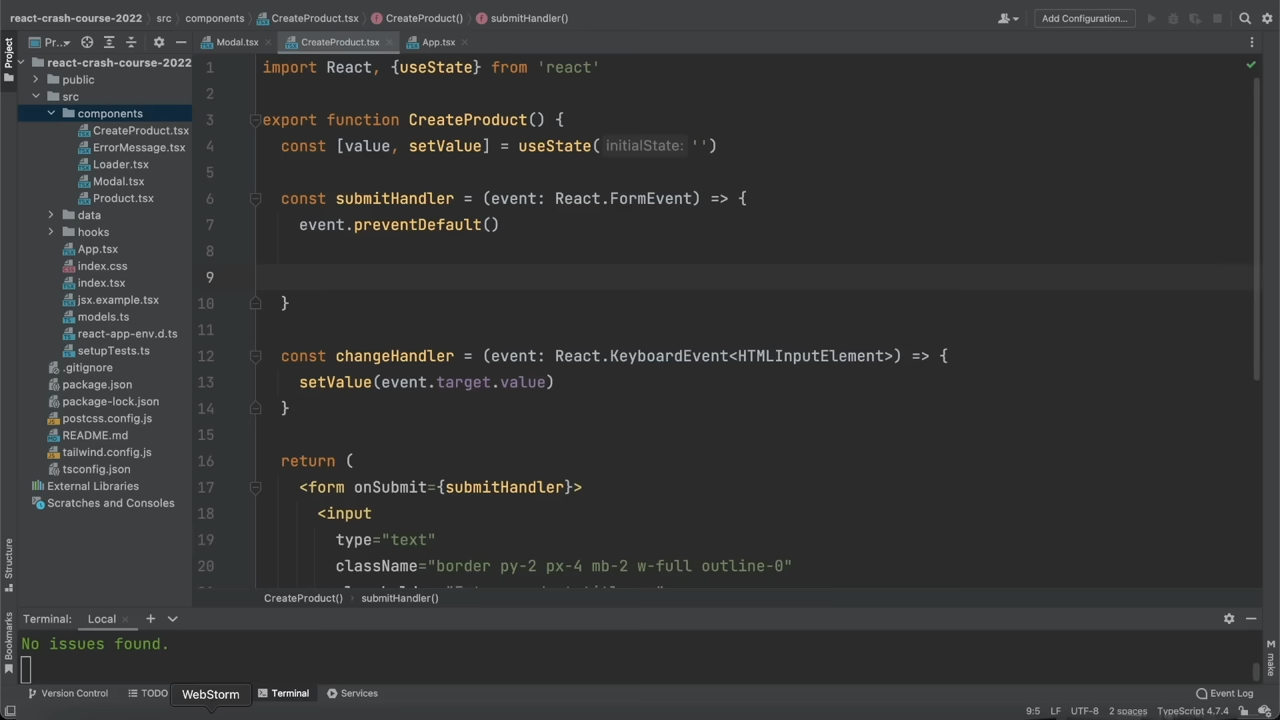 react-crash-course-2022 src components CreateProduct.tsx CreateProduct() submitHandler()
Add Configuration...
Project
Pr...
Modal.tsx
CreateProduct.tsx
App.tsx
react-crash-course-2022
public
src
components
CreateProduct.tsx
ErrorMessage.tsx
Loader.tsx
Modal.tsx
Product.tsx
data
hooks
App.tsx
index.css
index.tsx
jsx.example.tsx
models.ts
react-app-env.d.ts
setupTests.ts
.gitignore
package.json
package-lock.json
postcss.config.js
README.md
tailwind.config.js
tsconfig.json
External Libraries
Scratches and Consoles
1 import React, {useState} from 'react'
2
3 export function CreateProduct() {
4 const [value, setValue] = useState( initialState: '')
5
6 const submitHandler = (event: React.FormEvent) => {
7 event.preventDefault()
8
9
10 }
11
12 const changeHandler = (event: React.KeyboardEvent<HTMLInputElement>) => {
13 setValue(event.target.value)
14 }
15
16 return (
17 <form onSubmit={submitHandler}>
18 <input
19 type="text"
20 className="border py-2 px-4 mb-2 w-full outline-0"
CreateProduct() submitHandler()
Structure
Bookmarks
make
Terminal: Local
No issues found.
Version Control
TODO
WebStorm
Terminal
Services
Event Log
9:5 LF UTF-8 2 spaces TypeScript 4.7.4